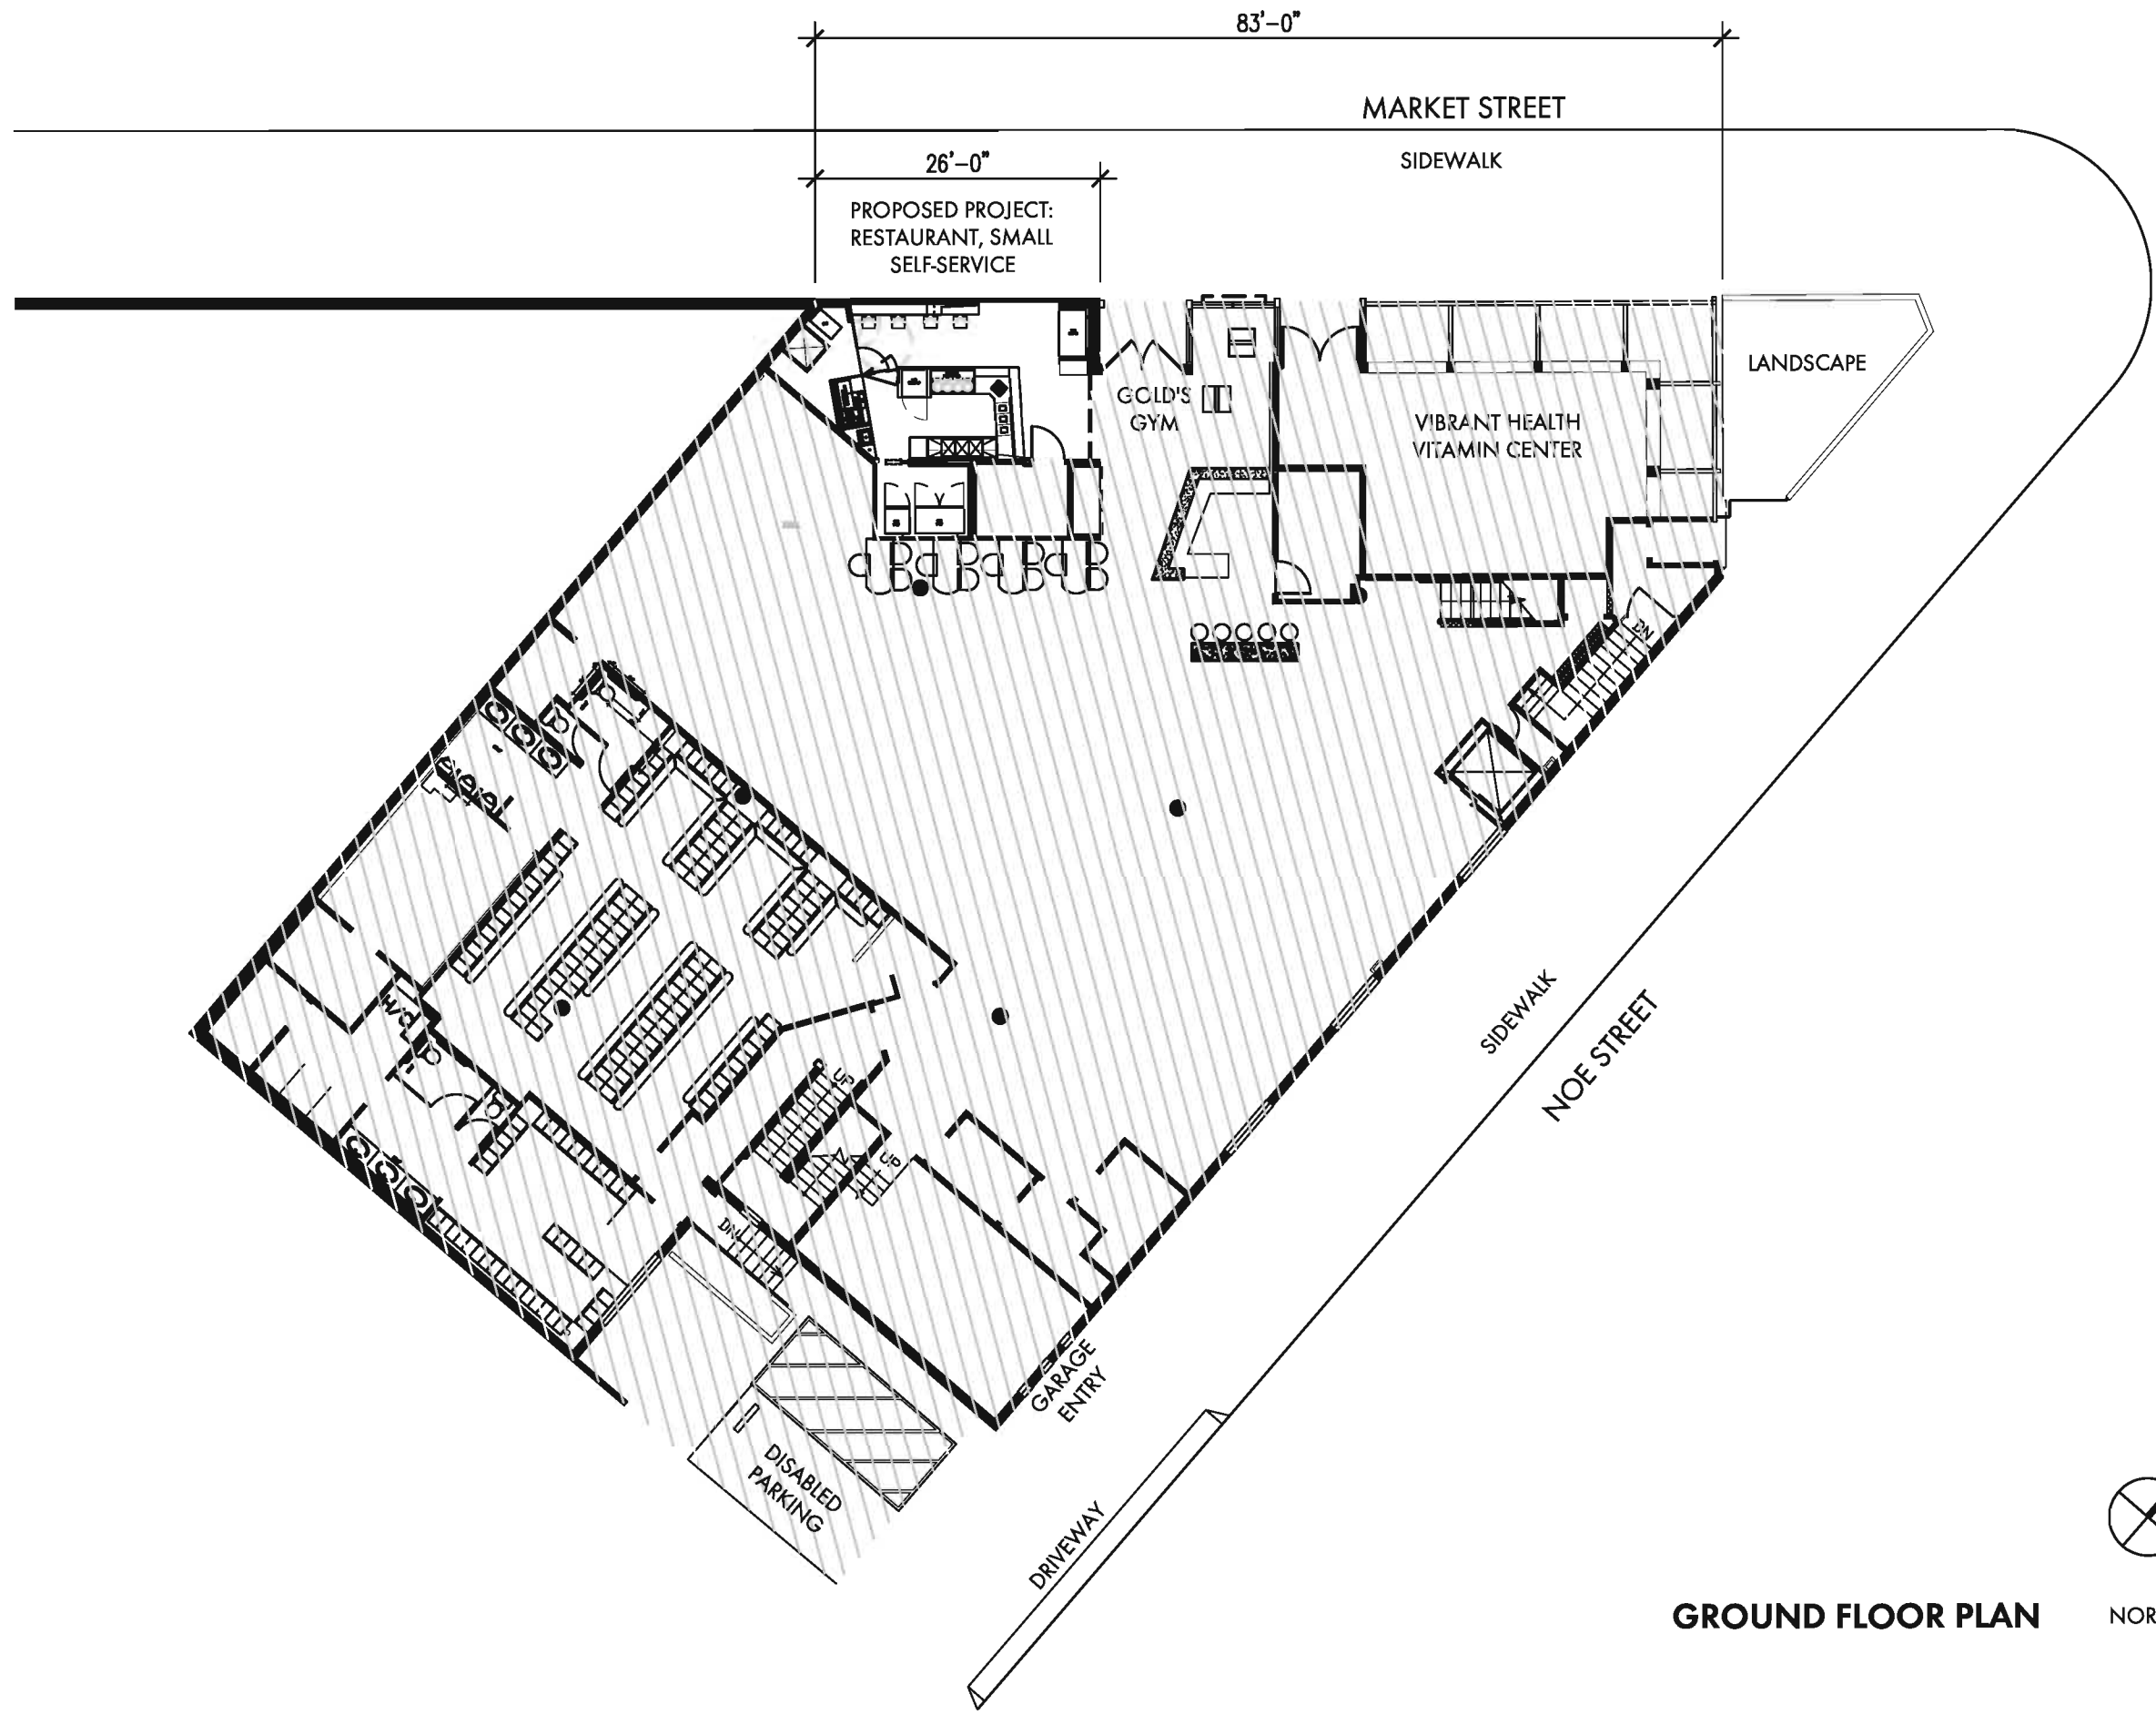 83'-0"
MARKET STREET
SIDEWALK
26'-0"
PROPOSED PROJECT:
RESTAURANT, SMALL
SELF-SERVICE
LANDSCAPE
GOLD'S
GYM
VIBRANT HEALTH
VITAMIN CENTER
DN
SIDEWALK
NOE STREET
UP
UP
DN
GARAGE
ENTRY
DISABLED
PARKING
DRIVEWAY
GROUND FLOOR PLAN
NOR